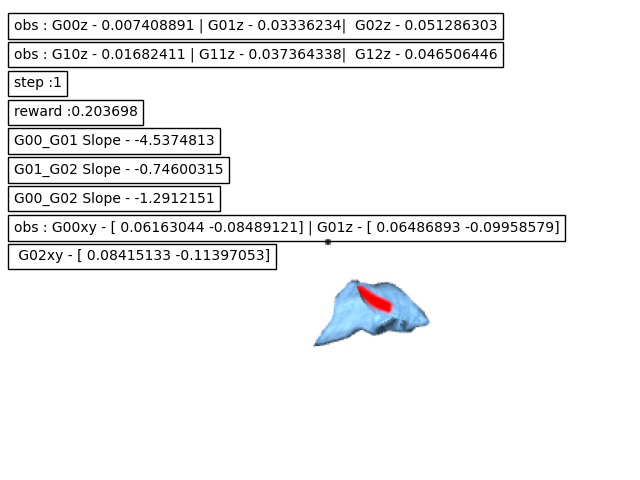 obs : G00z - 0.007408891 | G01z - 0.03336234| G02z - 0.051286303
obs : G10z - 0.01682411 | G11z - 0.037364338| G12z - 0.046506446
step :1
reward :0.203698
G00_G01 Slope - -4.5374813
G01_G02 Slope - -0.74600315
G00_G02 Slope - -1.2912151
obs : G00xy - [ 0.06163044 -0.08489121] | G01z - [ 0.06486893 -0.09958579]
G02xy - [ 0.08415133 -0.11397053]